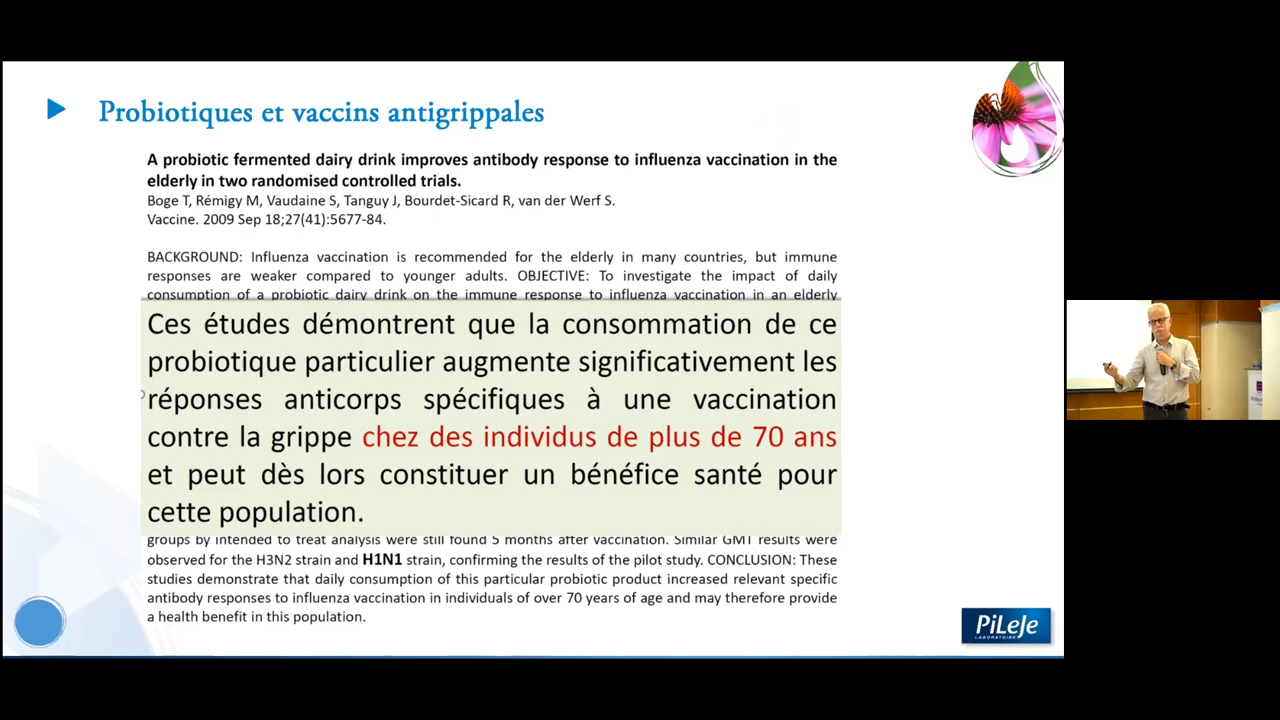 Probiotiques et vaccins antigrippales
A probiotic fermented dairy drink improves antibody response to influenza vaccination in the
elderly in two randomised controlled trials.
Boge T, Rémigy M, Vaudaine S, Tanguy J, Bourdet-Sicard R, van der Werf S.
Vaccine. 2009 Sep 18;27(41):5677-84.
BACKGROUND: Influenza vaccination is recommended for the elderly in many countries, but immune
responses are weaker compared to younger adults. OBJECTIVE: To investigate the impact of daily
consumption of a probiotic dairy drink on the immune response to influenza vaccination in an elderly
Ces études démontrent que la consommation de ce
probiotique particulier augmente significativement les
réponses anticorps spécifiques à une vaccination
contre la grippe chez des individus de plus de 70 ans
et peut dès lors constituer un bénéfice santé pour
cette population.
groups by intended to treat analysis were still found 5 months after vaccination. Similar GMT results were
observed for the H3N2 strain and H1N1 strain, confirming the results of the pilot study. CONCLUSION: These
studies demonstrate that daily consumption of this particular probiotic product increased relevant specific
antibody responses to influenza vaccination in individuals of over 70 years of age and may therefore provide
a health benefit in this population.
PiLeJe
LABORATOIRE